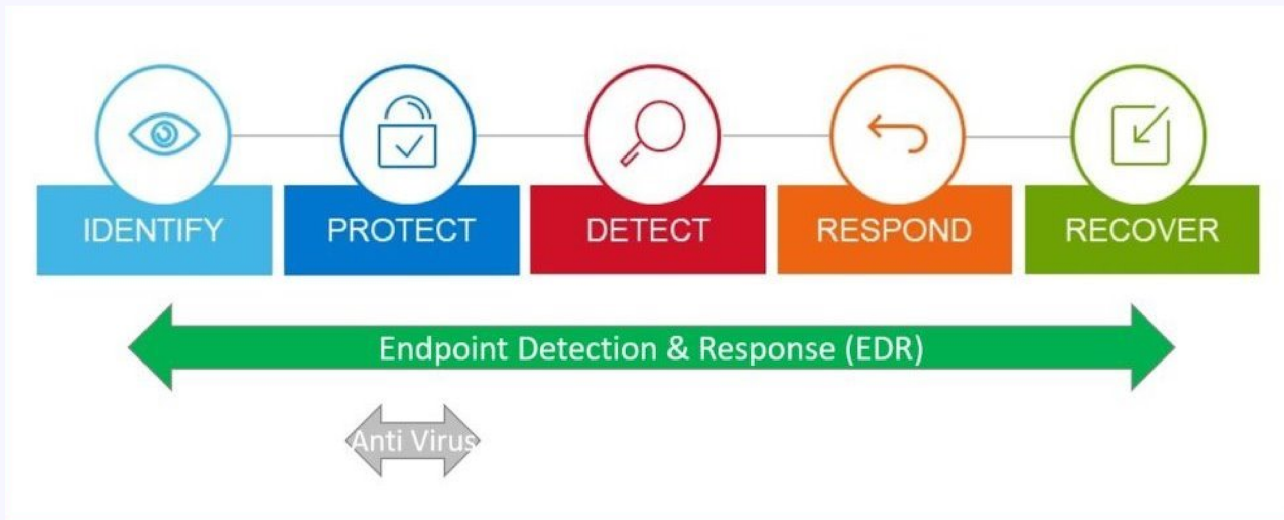 IDENTIFY
PROTECT
DETECT
RESPOND
RECOVER
Endpoint Detection & Response (EDR)
Anti Virus